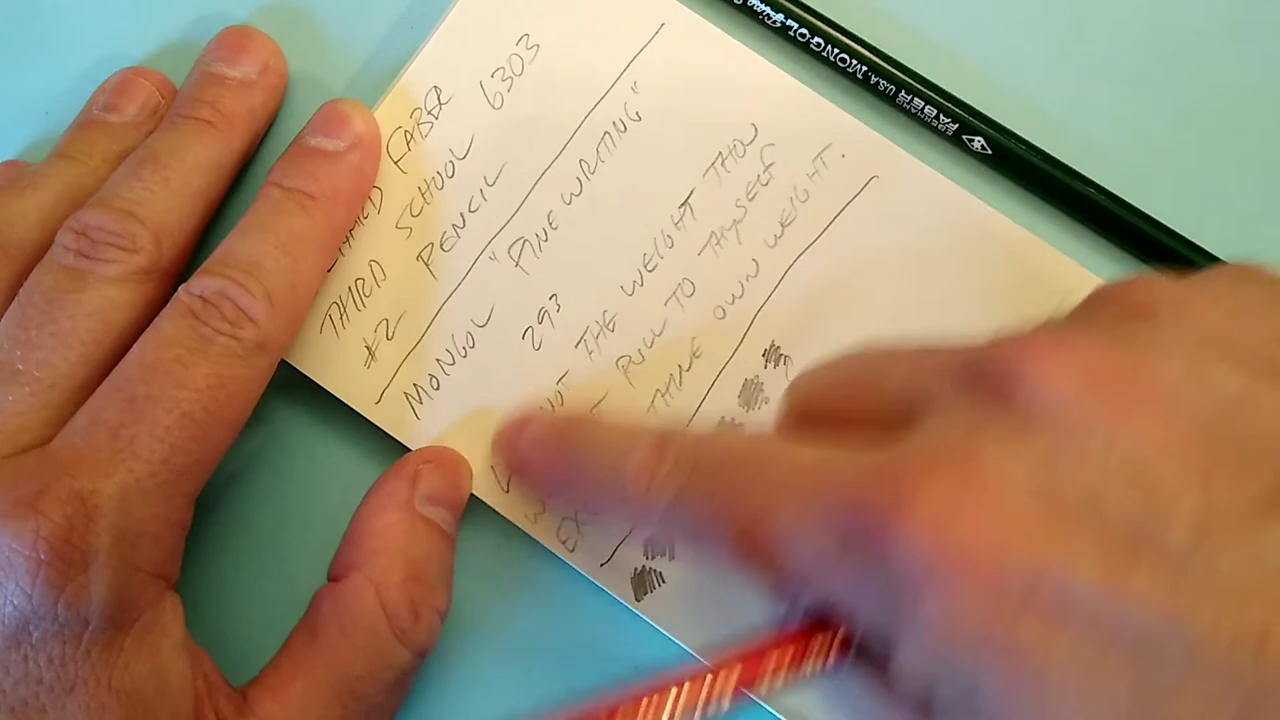 FABER
SCHOOL 6303
THIRD PENCIL
#2
MONGOL "FINE WRITING"
293
THE WEIGHT THOU
PULL TO THYSELF
THINE OWN WEIGHT.
MONGOL
U.S.A.
EBERHARD
FABER